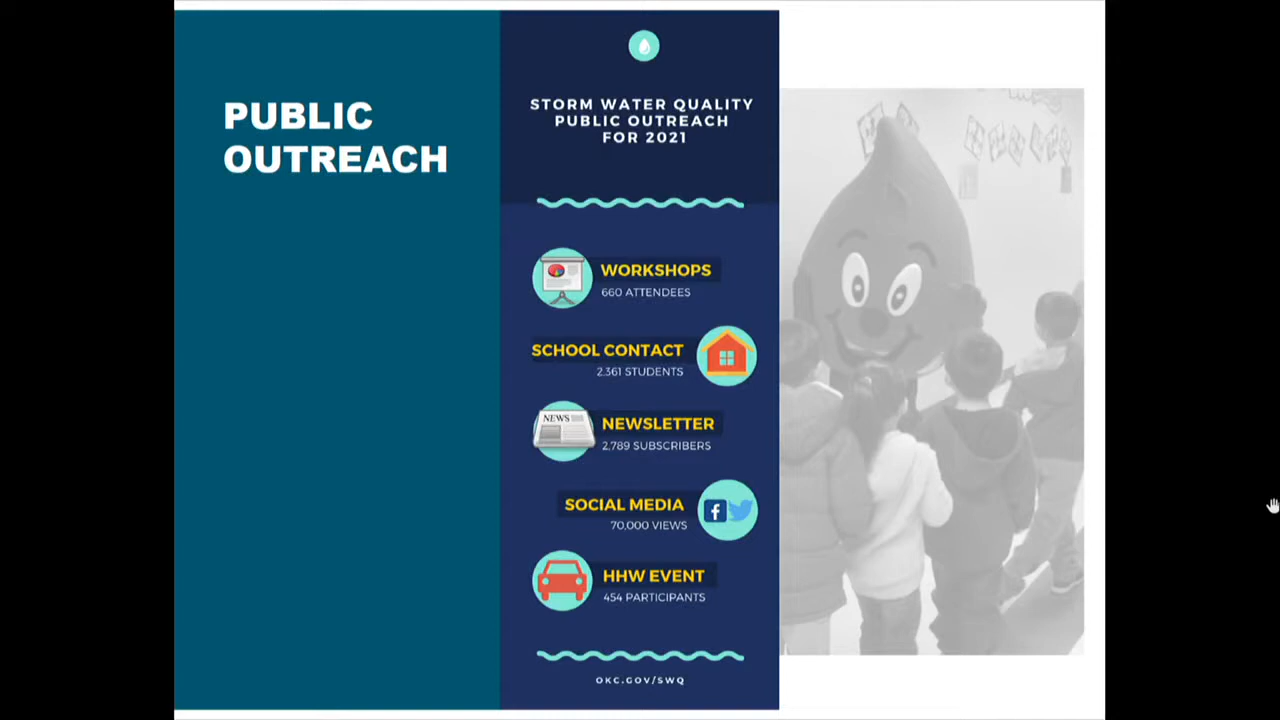 PUBLIC
OUTREACH
STORM WATER QUALITY
PUBLIC OUTREACH
FOR 2021
WORKSHOPS
660 ATTENDEES
SCHOOL CONTACT
2,361 STUDENTS
NEWS
NEWSLETTER
2,789 SUBSCRIBERS
SOCIAL MEDIA
70,000 VIEWS
HHW EVENT
454 PARTICIPANTS
OKC.GOV/SWQ